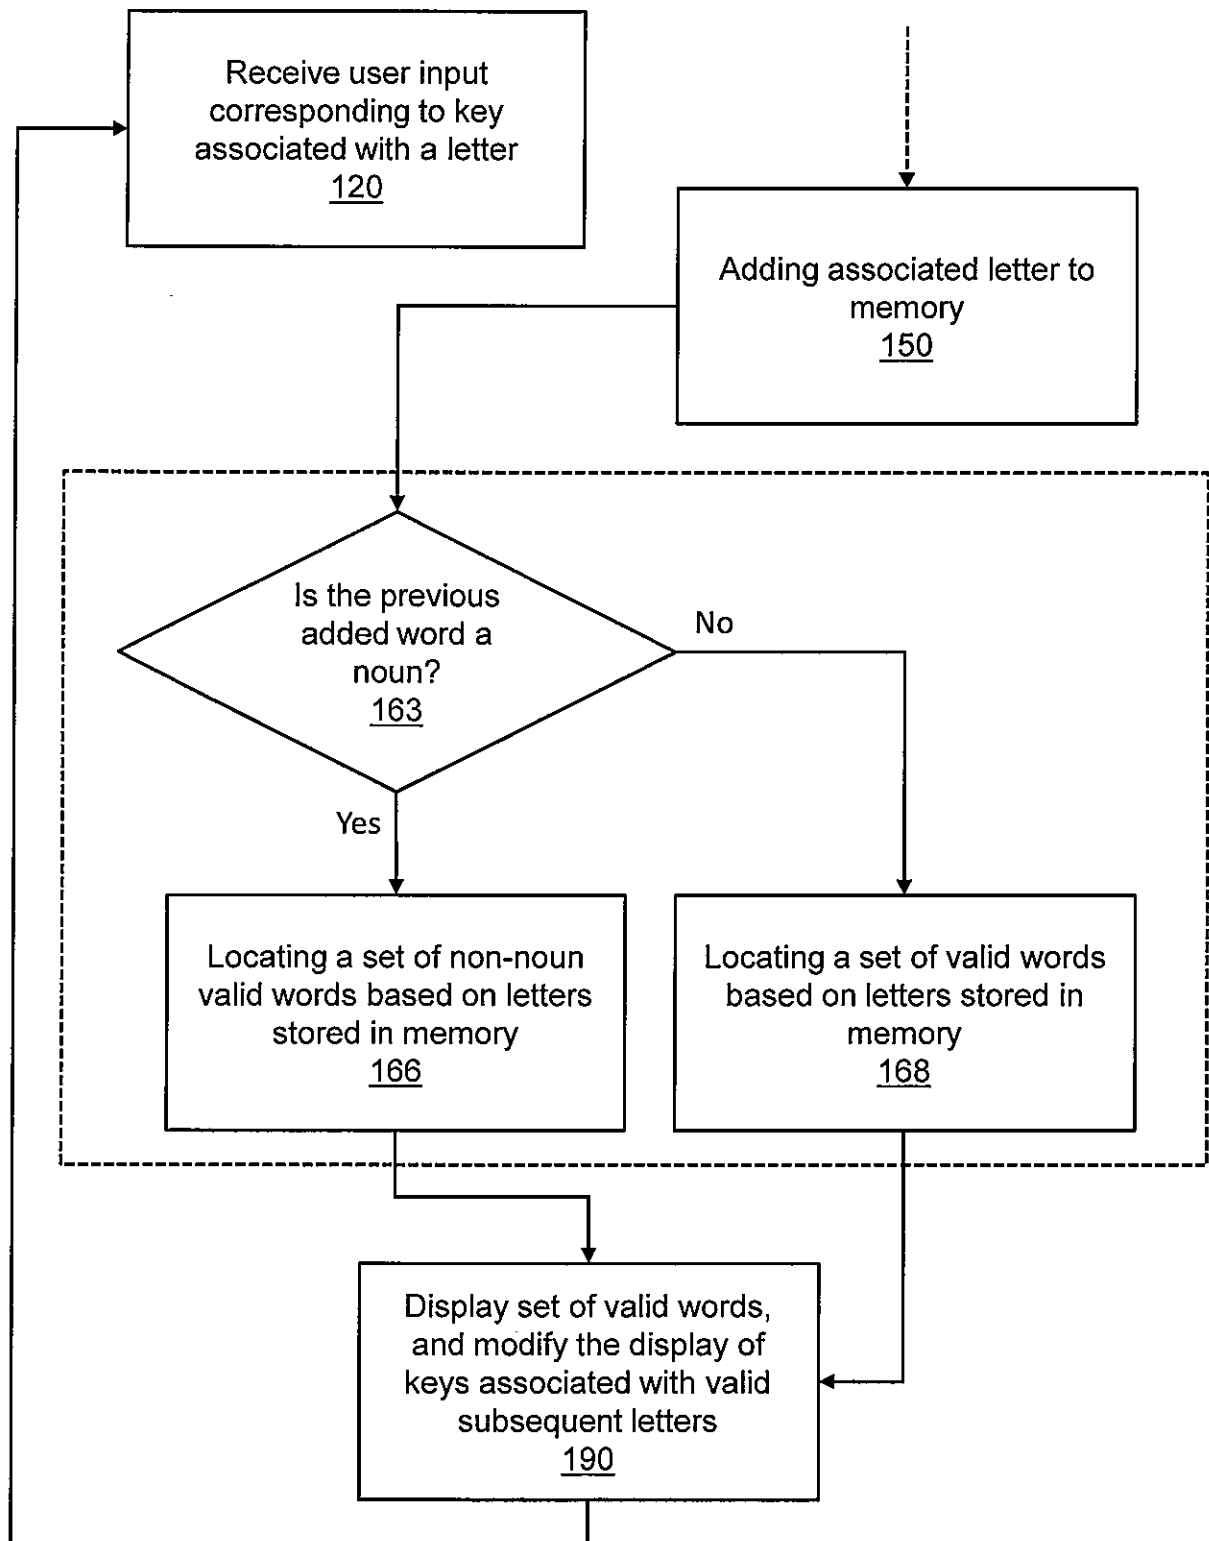 Receive user input
corresponding to key
associated with a letter
120
Adding associated letter to
memory
150
Is the previous
added word a
noun?
163
No
Yes
Locating a set of non-noun
valid words based on letters
stored in memory
166
Locating a set of valid words
based on letters stored in
memory
168
Display set of valid words,
and modify the display of
keys associated with valid
subsequent letters
190